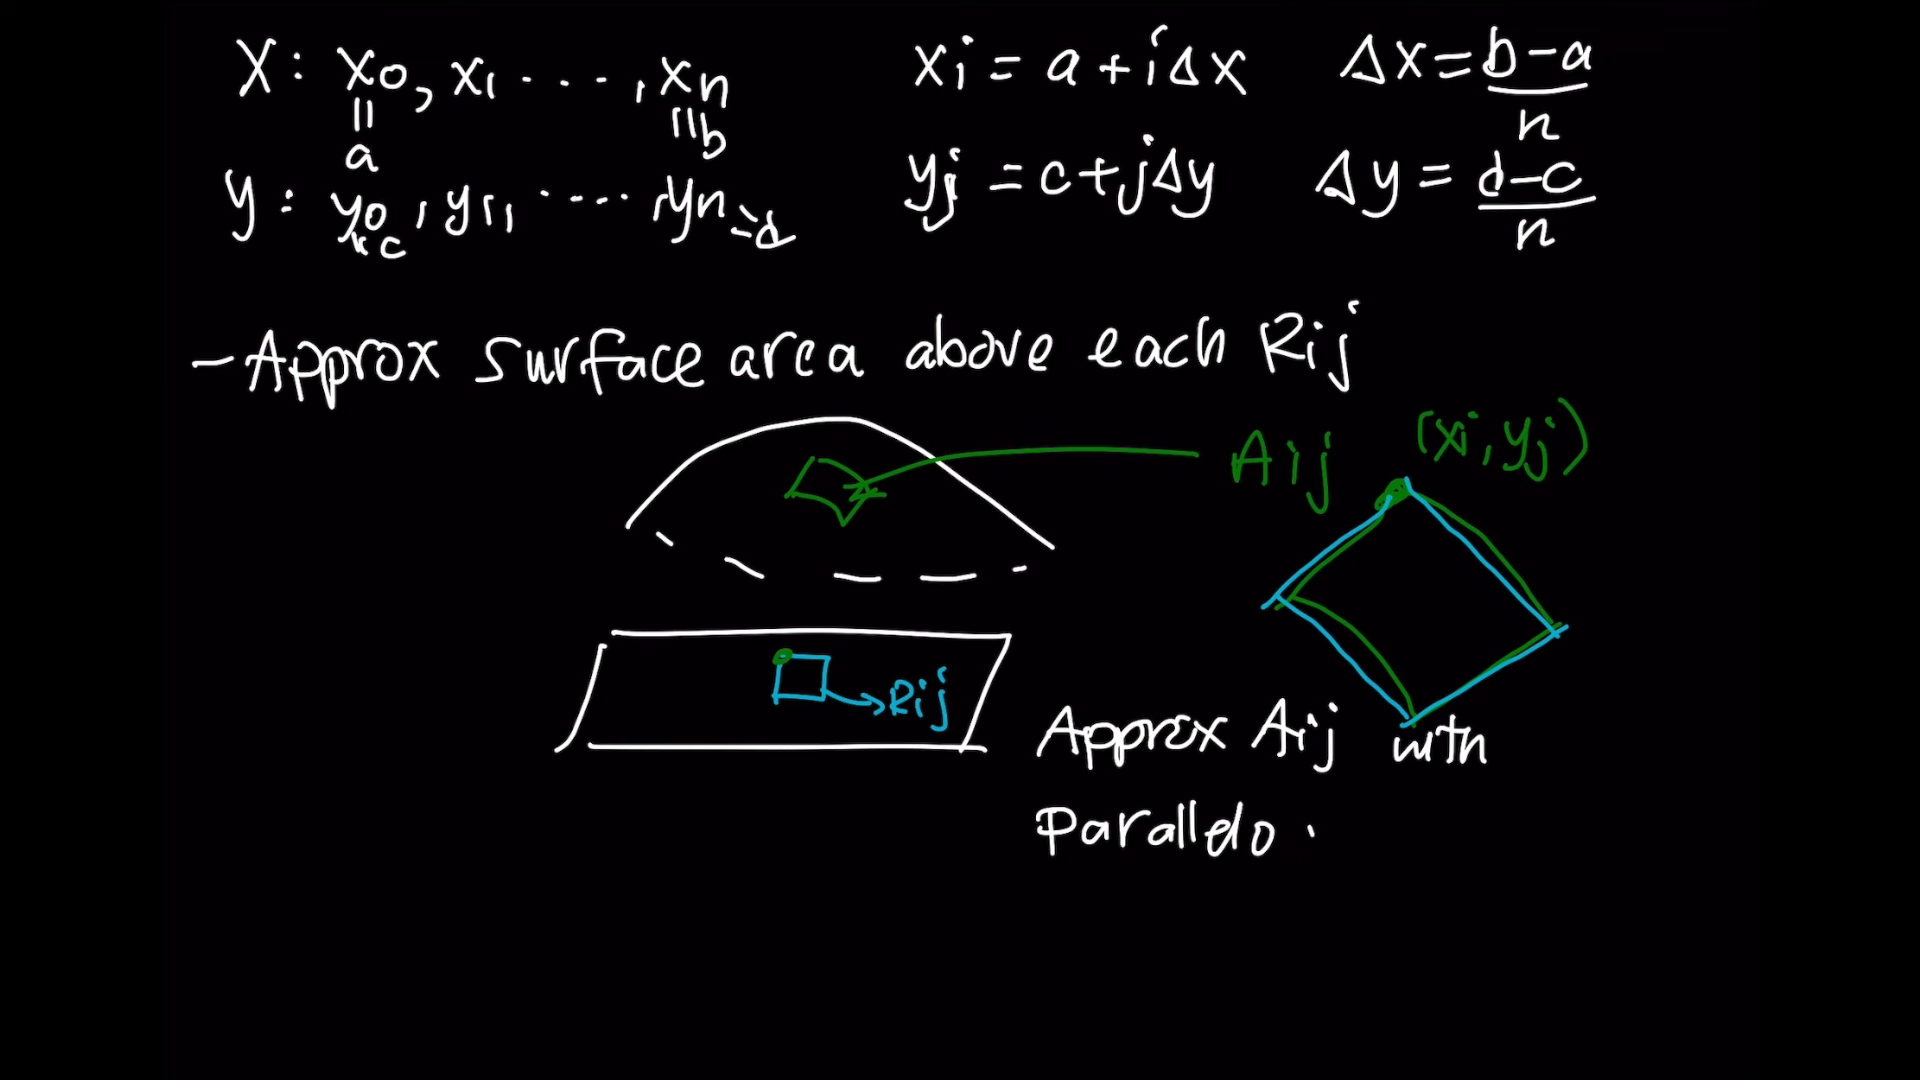 X: x0, x1 ...., xn xi = a + iΔx Δx = b-a/n
|| a || b
y: y0, y1, ....., yn yj = c + jΔy Δy = d-c/n
= c = d
- Approx surface area above each Rij
Aij (xi, yj)
Rij
Approx Aij with
Parallelo .